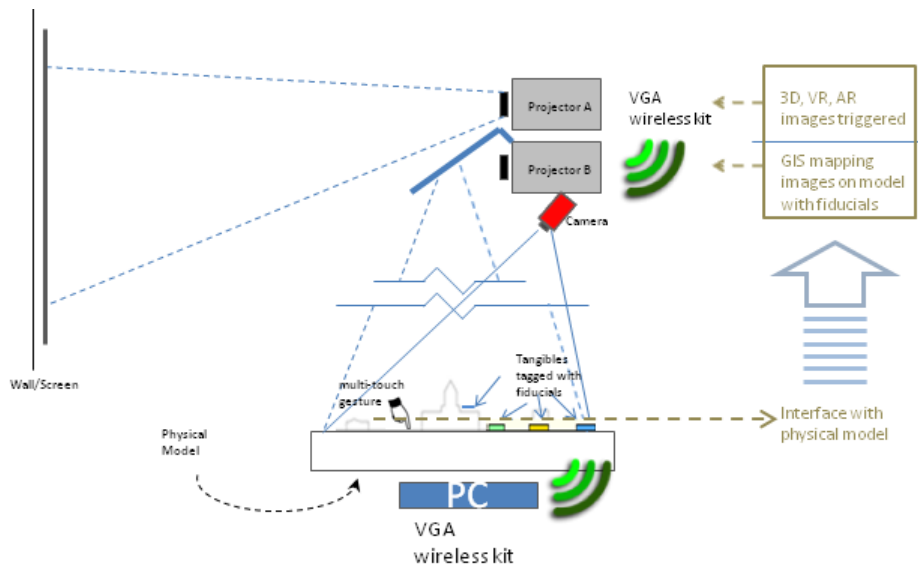 Projector A
VGA
wireless kit
3D, VR, AR
images triggered
Projector B
GIS mapping
images on model
with fiducials
Camera
Wall/Screen
multi-touch
gesture
Tangibles
tagged with
fiducials
Interface with
physical model
Physical
Model
PC
VGA
wireless kit